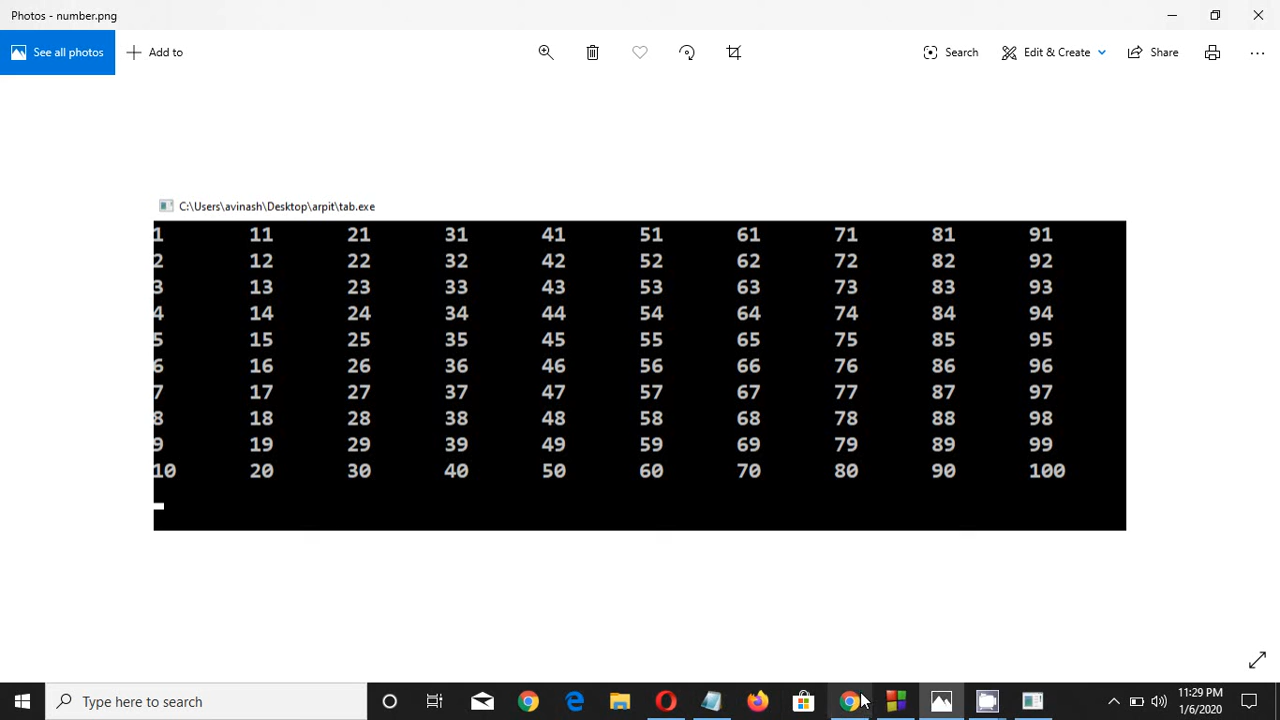 Photos - number.png
See all photos Add to Search Edit & Create Share
C:\Users\avinash\Desktop\arpit\tab.exe
1 11 21 31 41 51 61 71 81 91
2 12 22 32 42 52 62 72 82 92
3 13 23 33 43 53 63 73 83 93
4 14 24 34 44 54 64 74 84 94
5 15 25 35 45 55 65 75 85 95
6 16 26 36 46 56 66 76 86 96
7 17 27 37 47 57 67 77 87 97
8 18 28 38 48 58 68 78 88 98
9 19 29 39 49 59 69 79 89 99
10 20 30 40 50 60 70 80 90 100
Type here to search
11:29 PM
1/6/2020